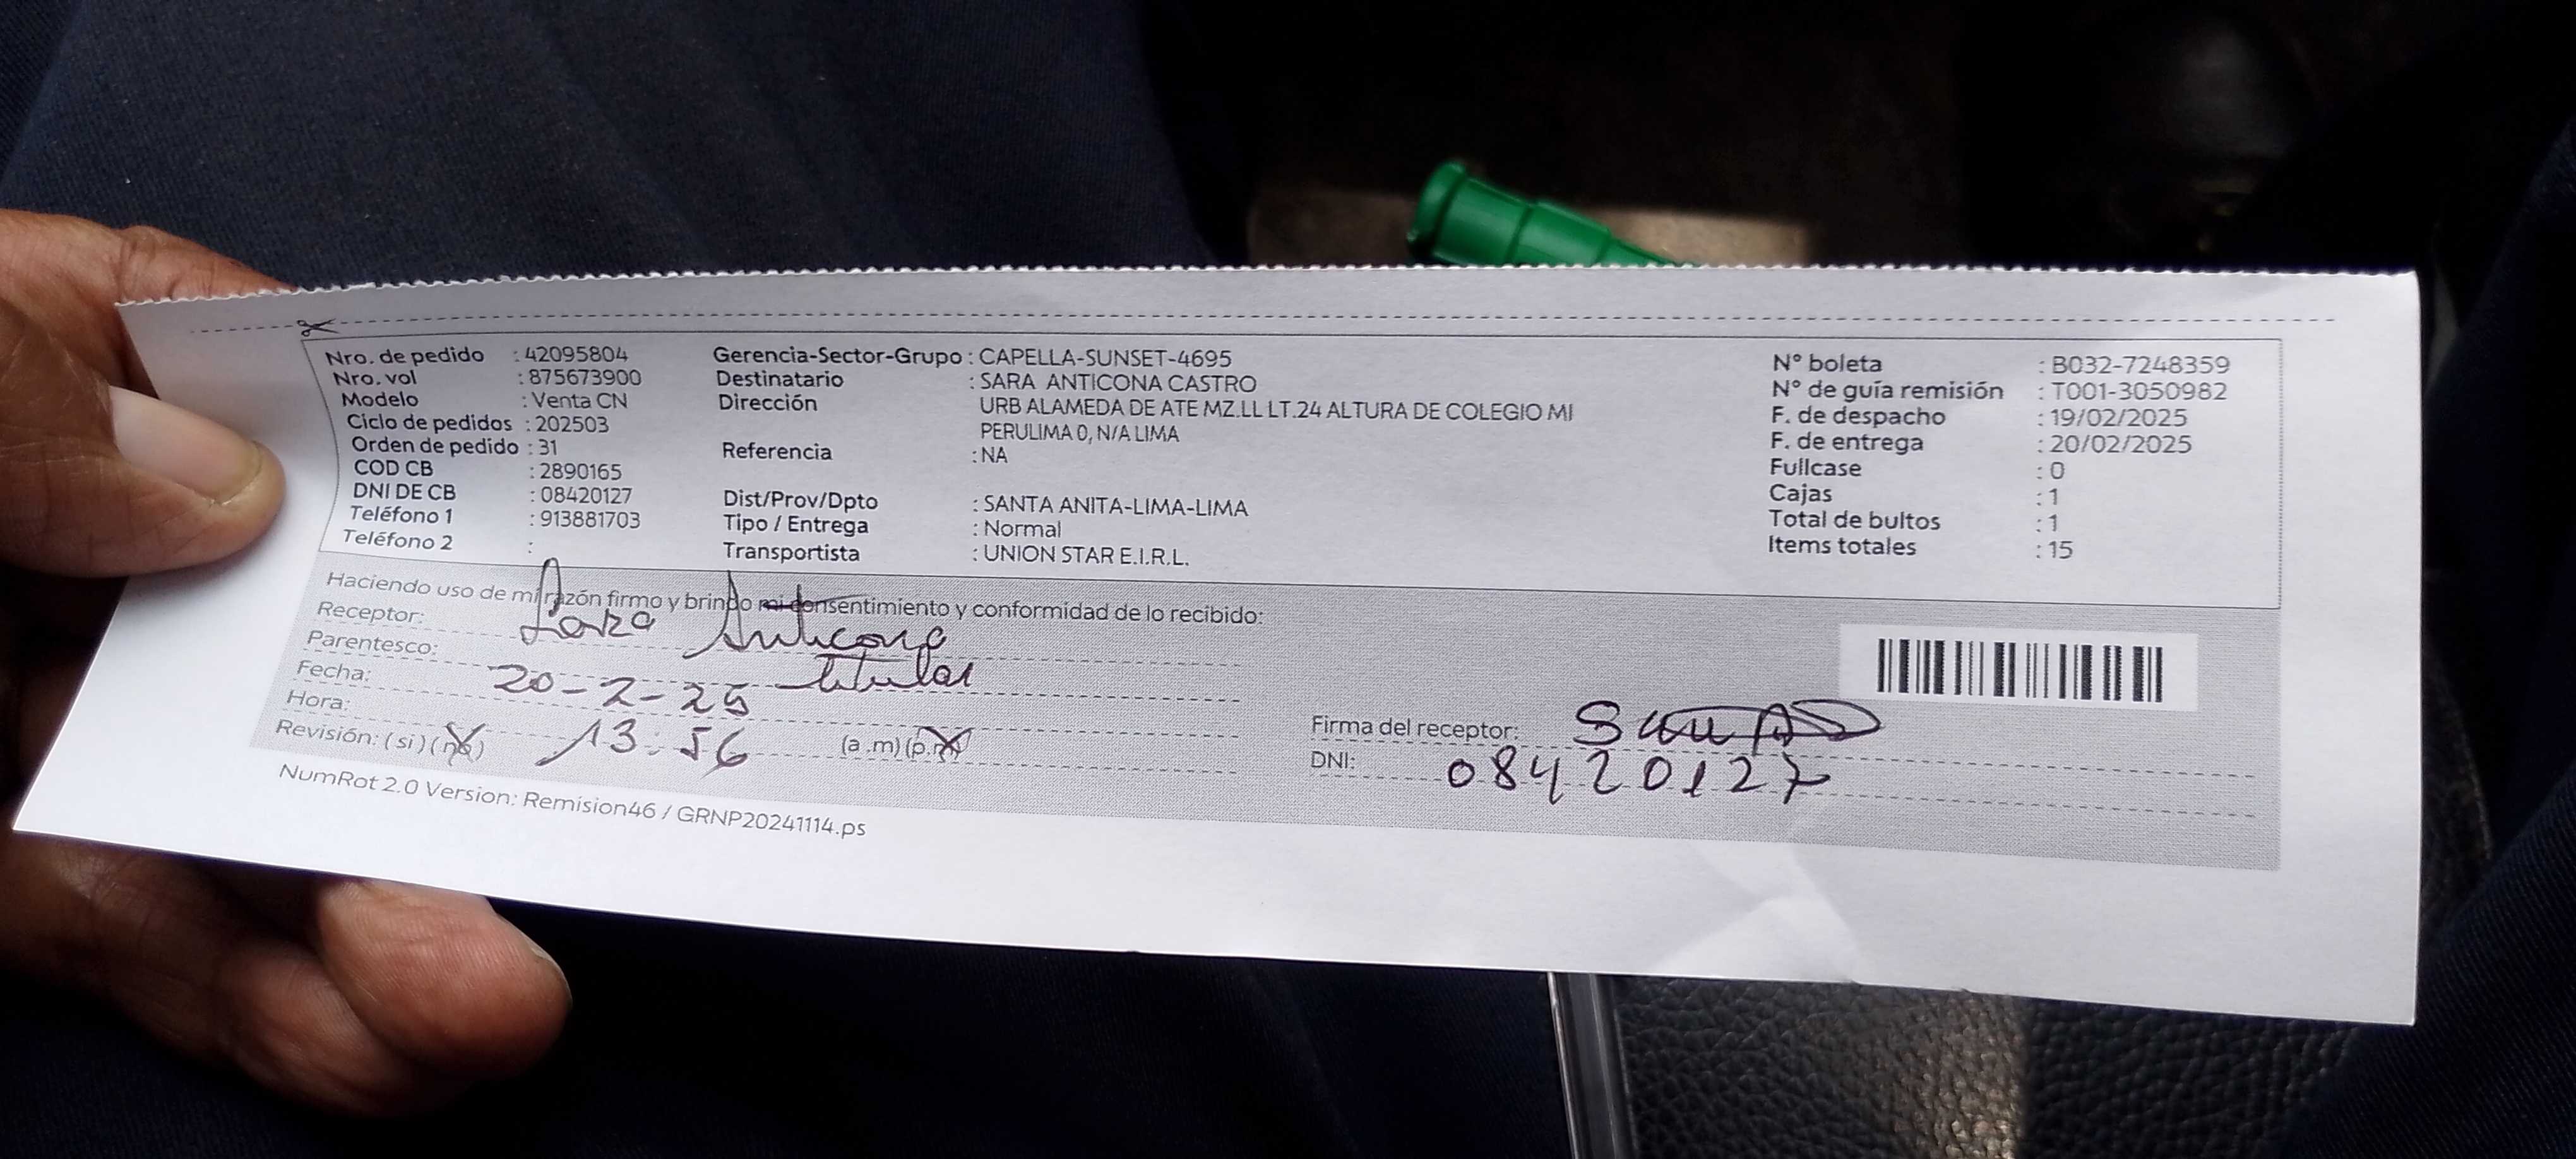 Nro. de pedido : 42095804
Nro. vol : 875673900
Modelo : Venta CN
Ciclo de pedidos : 202503
Orden de pedido : 31
COD CB : 2890165
DNI DE CB : 08420127
Teléfono 1 : 913881703
Teléfono 2 :
Gerencia-Sector-Grupo : CAPELLA-SUNSET-4695
Destinatario : SARA ANTICONA CASTRO
Dirección URB ALAMEDA DE ATE MZ.LL LT.24 ALTURA DE COLEGIO MI
PERULIMA 0, N/A LIMA
Referencia : NA
Dist/Prov/Dpto : SANTA ANITA-LIMA-LIMA
Tipo / Entrega : Normal
Transportista : UNION STAR E.I.R.L.
N° boleta : B032-7248359
N° de guía remisión : T001-3050982
F. de despacho : 19/02/2025
F. de entrega : 20/02/2025
Fullcase : 0
Cajas : 1
Total de bultos : 1
Items totales : 15
Haciendo uso de mi razón firmo y brindo mi consentimiento y conformidad de lo recibido:
Receptor: Sara Anticona
Parentesco: titular
Fecha: 20-2-25
Hora: 13:56 (a.m) (p.m)
Revisión: (si) (no)
Firma del receptor:
DNI: 08420127
NumRot 2.0 Version: Remision46 / GRNP20241114.ps